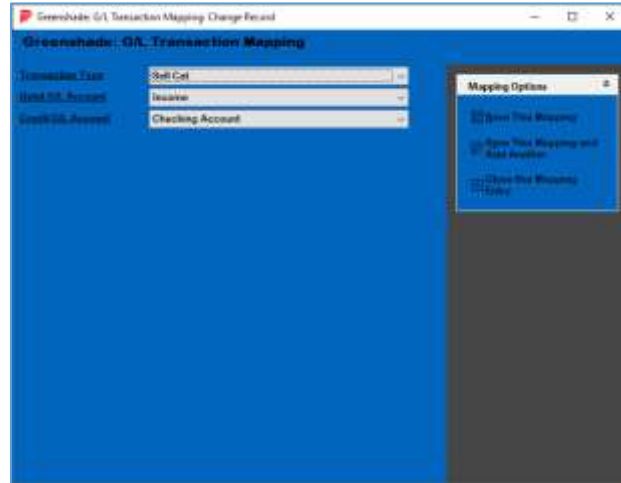 Greenshade: G/L Transaction Mapping: Change Record
Greenshade: G/L Transaction Mapping
Transaction Type
Sell Calf
Debit G/L Account
Income
Credit G/L Account
Checking Account
Mapping Options
Save This Mapping
Save This Mapping and
Add Another
Close this Mapping
Entry